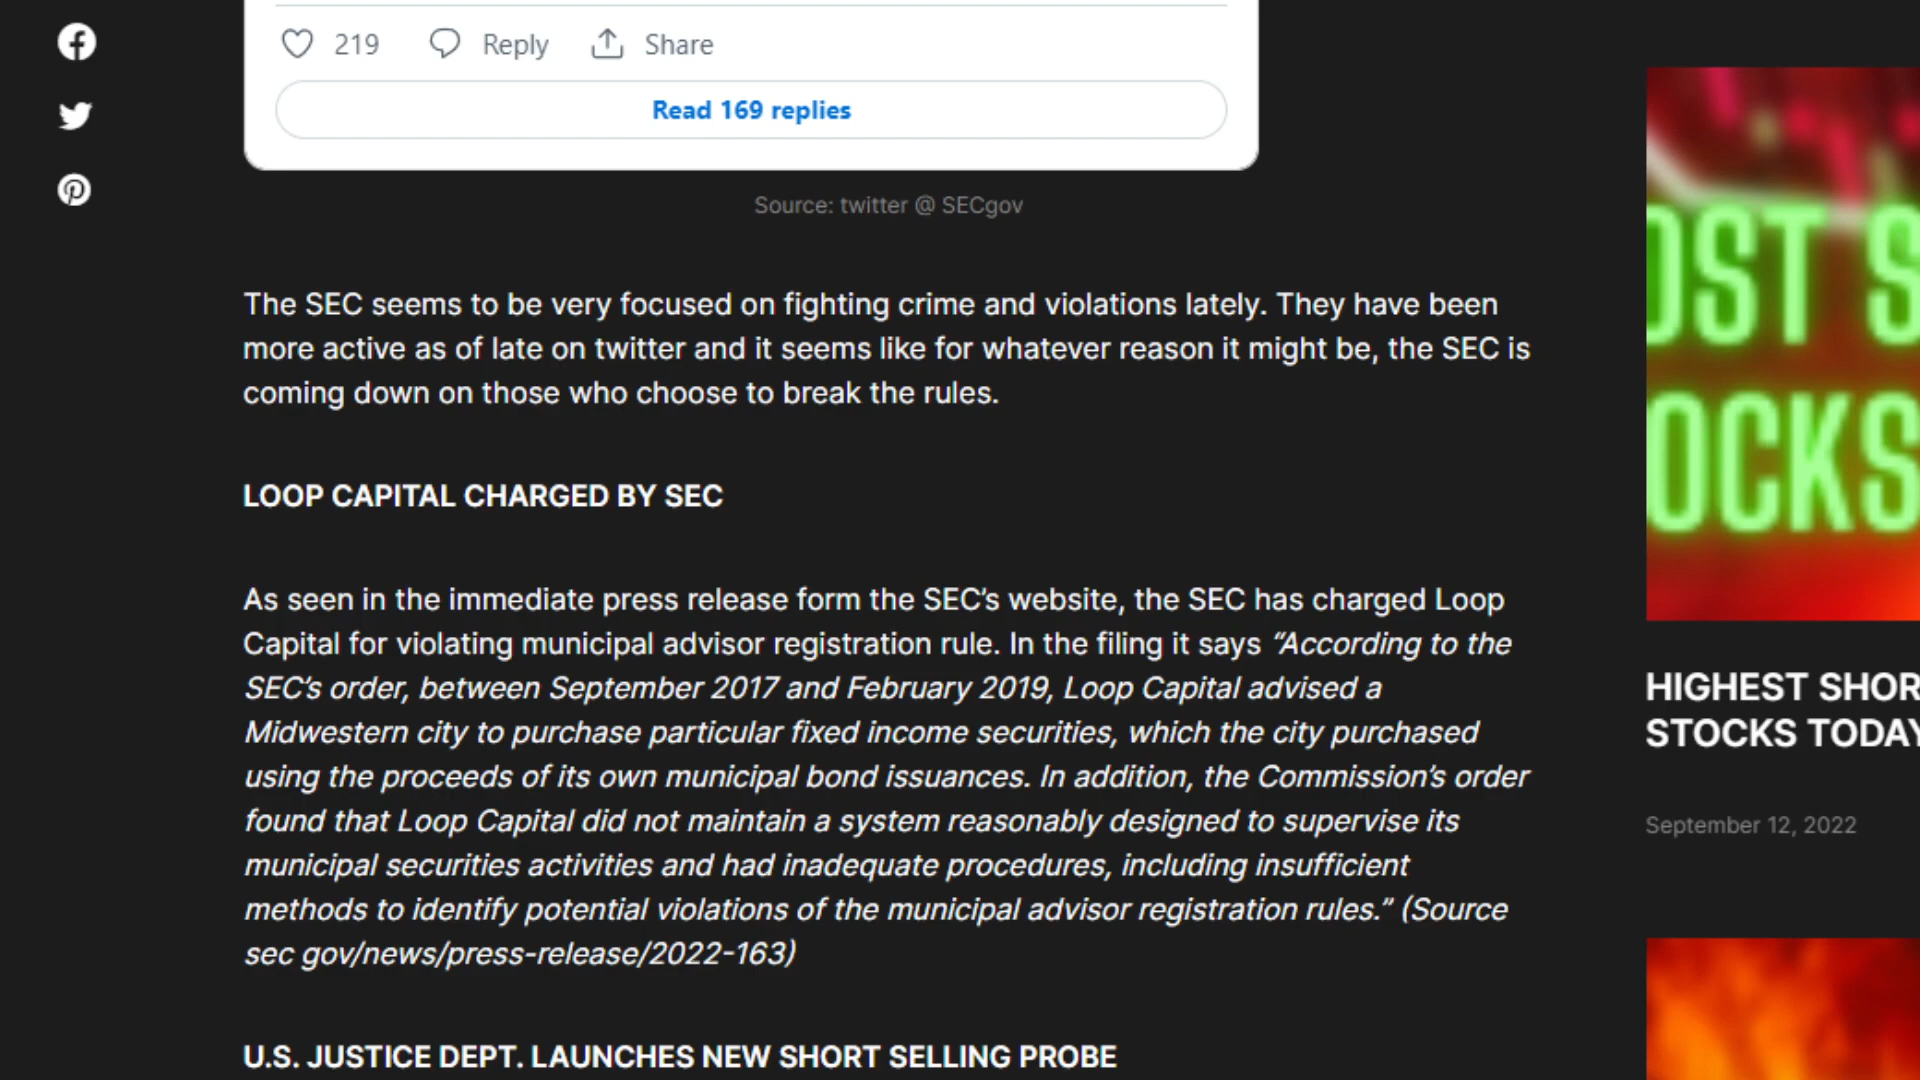 219 Reply Share
Read 169 replies
Source: twitter @ SECgov
The SEC seems to be very focused on fighting crime and violations lately. They have been
more active as of late on twitter and it seems like for whatever reason it might be, the SEC is
coming down on those who choose to break the rules.
LOOP CAPITAL CHARGED BY SEC
As seen in the immediate press release form the SEC’s website, the SEC has charged Loop
Capital for violating municipal advisor registration rule. In the filing it says “According to the
SEC’s order, between September 2017 and February 2019, Loop Capital advised a
Midwestern city to purchase particular fixed income securities, which the city purchased
using the proceeds of its own municipal bond issuances. In addition, the Commission’s order
found that Loop Capital did not maintain a system reasonably designed to supervise its
municipal securities activities and had inadequate procedures, including insufficient
methods to identify potential violations of the municipal advisor registration rules.” (Source
sec gov/news/press-release/2022-163)
U.S. JUSTICE DEPT. LAUNCHES NEW SHORT SELLING PROBE
OST S
OCKS
HIGHEST SHOR
STOCKS TODAY
September 12, 2022